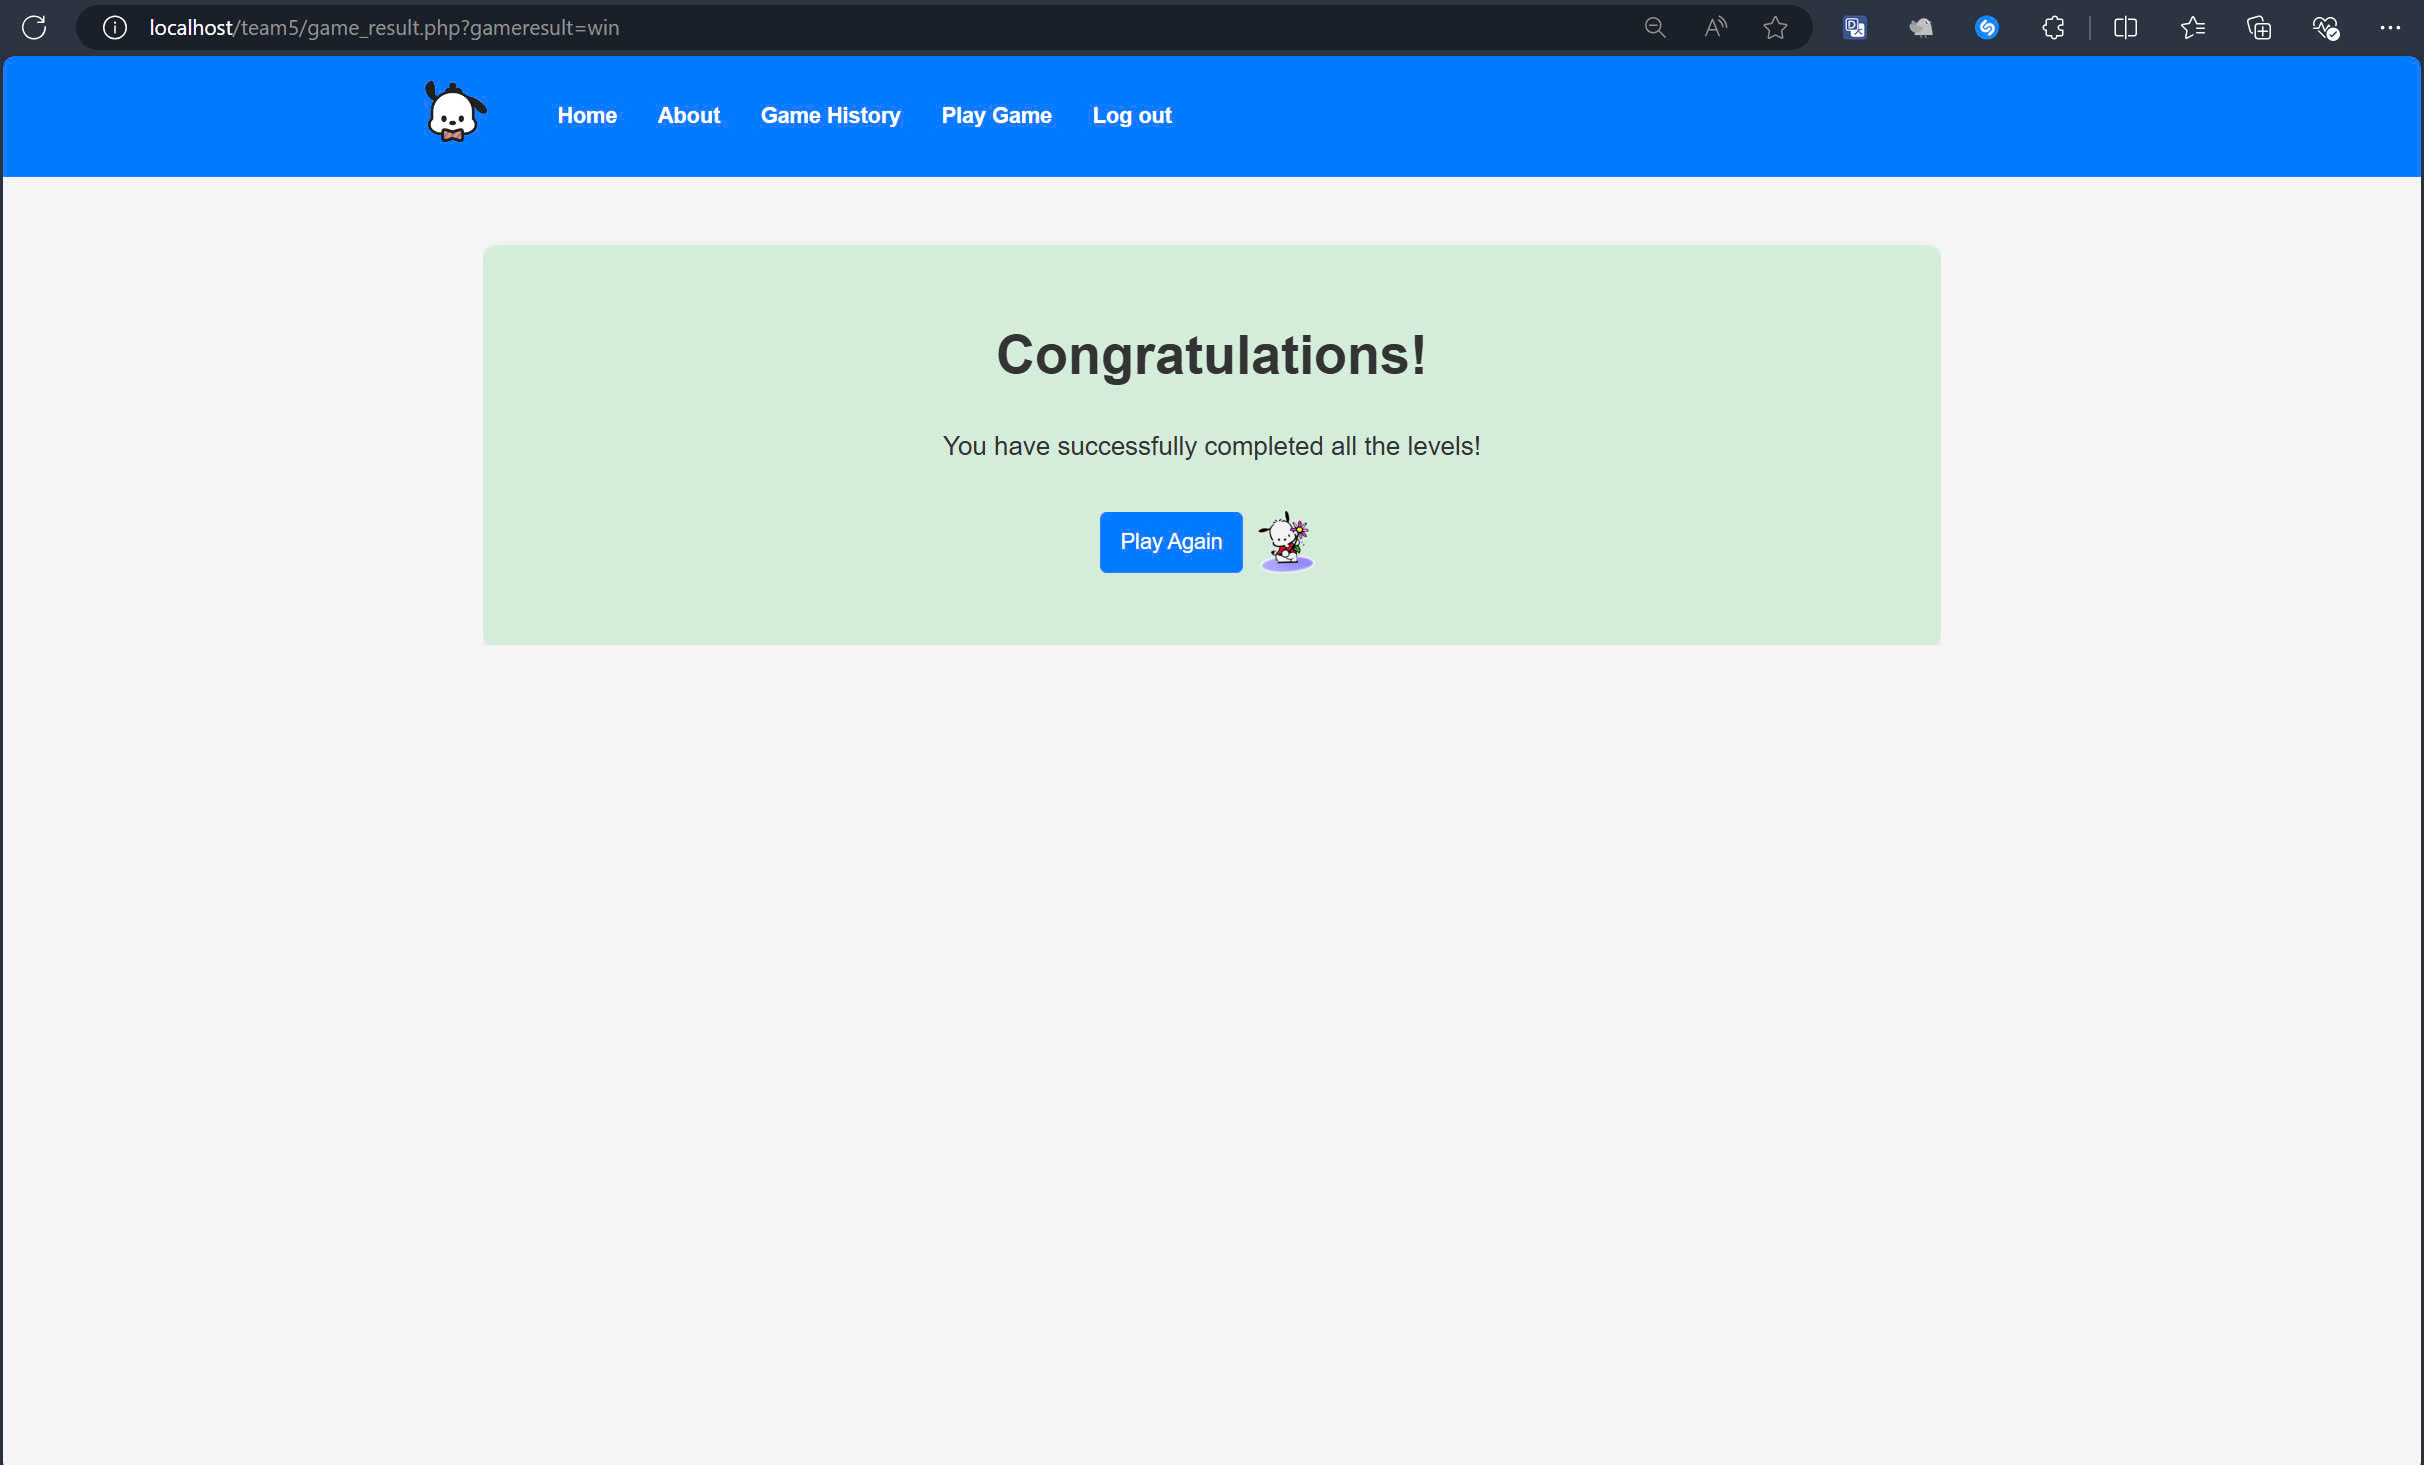 localhost/team5/game_result.php?gameresult=win
Home About Game History Play Game Log out
Congratulations!
You have successfully completed all the levels!
Play Again